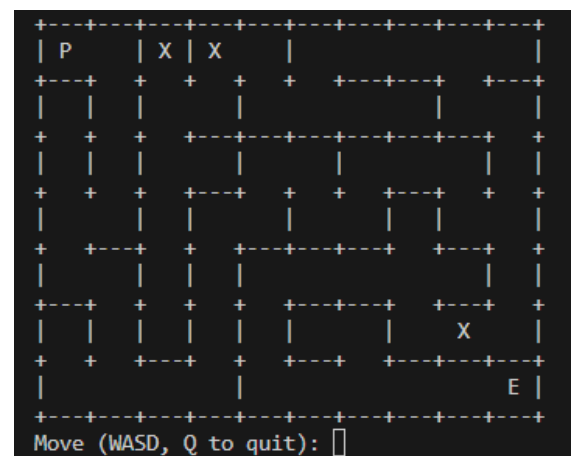 +---+---+---+---+---+---+---+---+---+---+
| P     | X | X     |                   |
+---+   +   +   +   +   +---+---+   +---+
|   |   |       |               |       |
+   +   +   +---+---+---+---+---+---+   +
|   |   |       |       |           |   |
+   +   +   +---+   +   +   +---+   +   +
|       |   |       |       |   |       |
+   +---+   +   +---+---+---+   +---+   +
|       |   |   |                   |   |
+---+   +   +   +   +---+---+   +---+   +
|   |   |   |   |   |       |     X     |
+   +   +---+   +   +---+   +---+---+---+
|               |                     E |
+---+---+---+---+---+---+---+---+---+---+
Move (WASD, Q to quit):